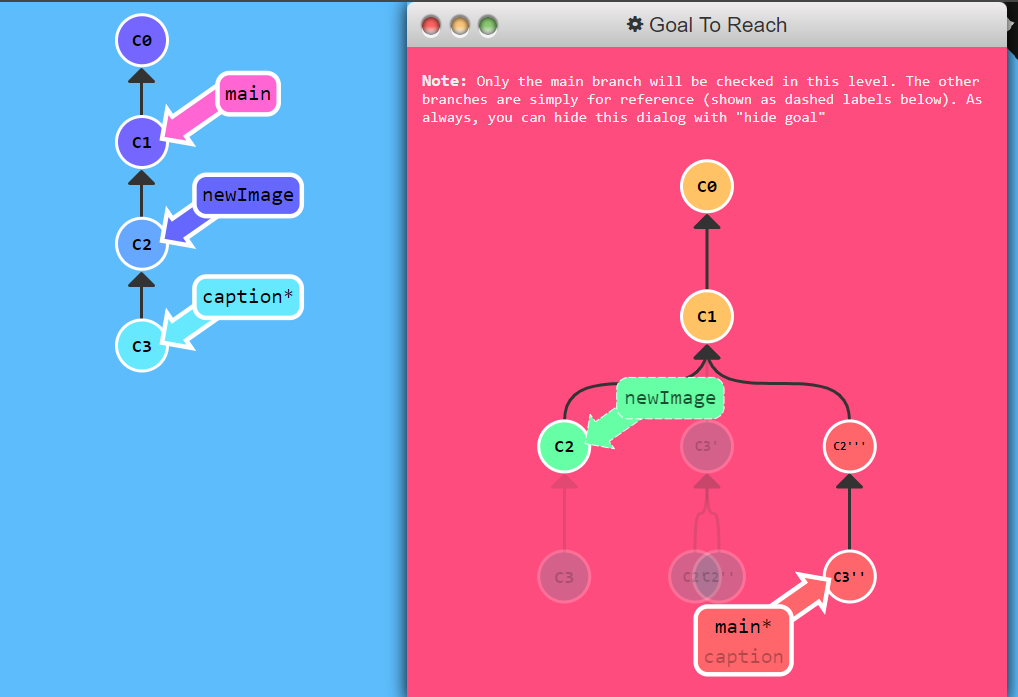 C0
main
C1
newImage
C2
caption*
C3
Goal To Reach
Note: Only the main branch will be checked in this level. The other
branches are simply for reference (shown as dashed labels below). As
always, you can hide this dialog with "hide goal"
C0
C1
newImage
C2
C3'
C2'''
C3
C2'
C2''
C3''
main*
caption